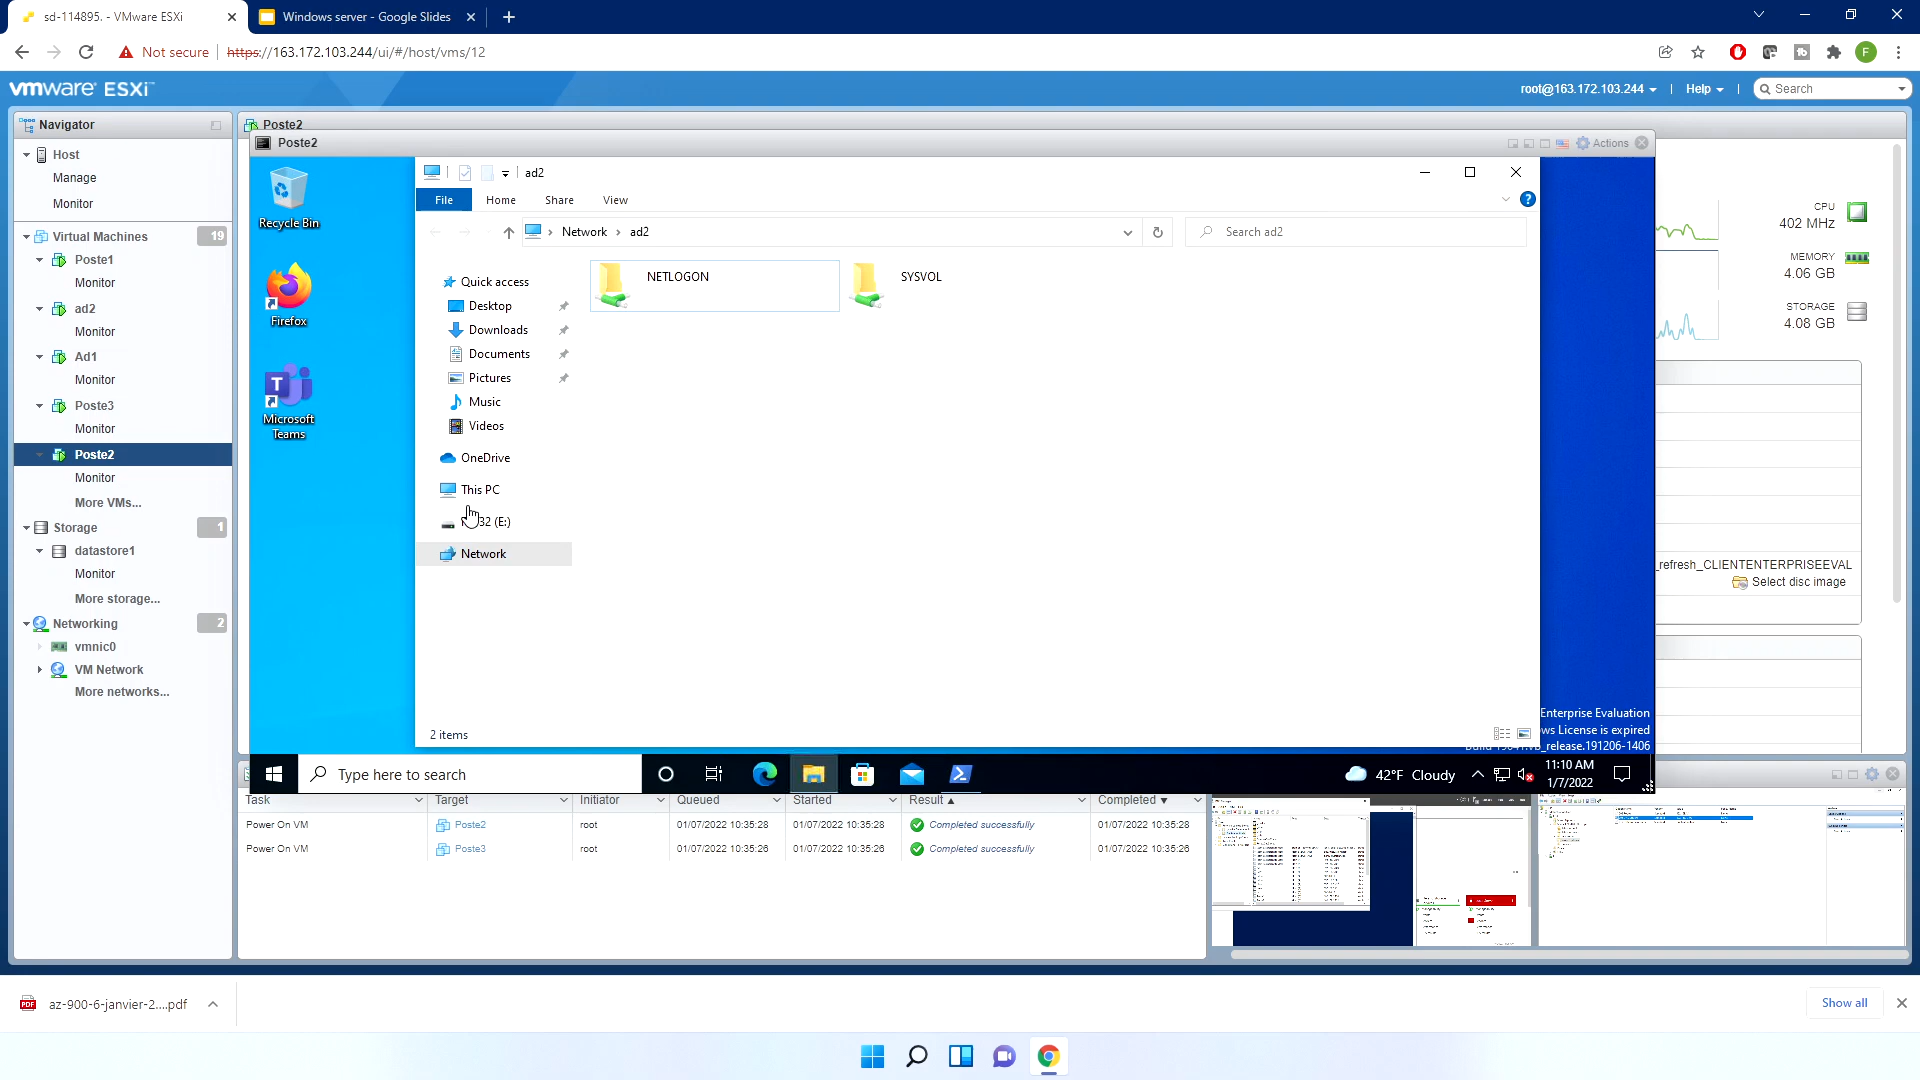 sd-114895. - VMware ESXi
Windows server - Google Slides
Not secure
https://163.172.103.244/ui/#/host/vms/12
F
vmware ESXi
root@163.172.103.244
Help
Search
Navigator
Host
Manage
Monitor
Virtual Machines
19
Poste1
Monitor
ad2
Monitor
Ad1
Monitor
Poste3
Monitor
Poste2
Monitor
More VMs...
Storage
1
datastore1
Monitor
More storage...
Networking
2
vmnic0
VM Network
More networks...
Poste2
Poste2
Actions
CPU
402 MHz
MEMORY
4.06 GB
STORAGE
4.08 GB
_refresh_CLIENTENTERPRISEEVAL
Select disc image
Recycle Bin
Firefox
Microsoft
Teams
ad2
File
Home
Share
View
Network
ad2
Search ad2
Quick access
Desktop
Downloads
Documents
Pictures
Music
Videos
OneDrive
This PC
32 (E:)
Network
NETLOGON
SYSVOL
2 items
Enterprise Evaluation
ws License is expired
_release.191206-1406
Type here to search
42°F Cloudy
11:10 AM
1/7/2022
Task
Target
Initiator
Queued
Started
Result
Completed
Power On VM
Poste2
root
01/07/2022 10:35:28
01/07/2022 10:35:28
Completed successfully
01/07/2022 10:35:28
Power On VM
Poste3
root
01/07/2022 10:35:26
01/07/2022 10:35:26
Completed successfully
01/07/2022 10:35:26
PDF
az-900-6-janvier-2....pdf
Show all